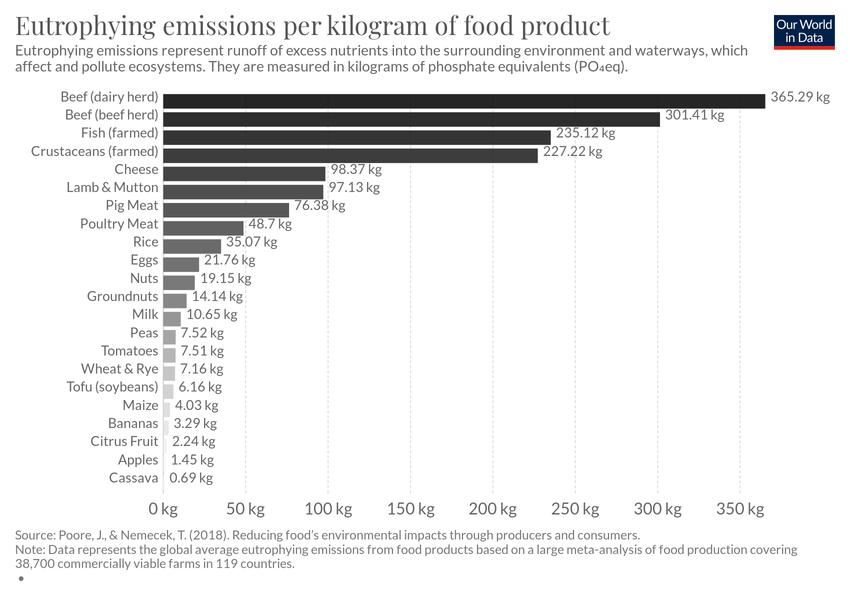 Eutrophying emissions per kilogram of food product
Our World
in Data
Eutrophying emissions represent runoff of excess nutrients into the surrounding environment and waterways, which
affect and pollute ecosystems. They are measured in kilograms of phosphate equivalents (PO₄eq).
Beef (dairy herd) 365.29 kg
Beef (beef herd) 301.41 kg
Fish (farmed) 235.12 kg
Crustaceans (farmed) 227.22 kg
Cheese 98.37 kg
Lamb & Mutton 97.13 kg
Pig Meat 76.38 kg
Poultry Meat 48.7 kg
Rice 35.07 kg
Eggs 21.76 kg
Nuts 19.15 kg
Groundnuts 14.14 kg
Milk 10.65 kg
Peas 7.52 kg
Tomatoes 7.51 kg
Wheat & Rye 7.16 kg
Tofu (soybeans) 6.16 kg
Maize 4.03 kg
Bananas 3.29 kg
Citrus Fruit 2.24 kg
Apples 1.45 kg
Cassava 0.69 kg
0 kg 50 kg 100 kg 150 kg 200 kg 250 kg 300 kg 350 kg
Source: Poore, J., & Nemecek, T. (2018). Reducing food's environmental impacts through producers and consumers.
Note: Data represents the global average eutrophying emissions from food products based on a large meta-analysis of food production covering
38,700 commercially viable farms in 119 countries.
•